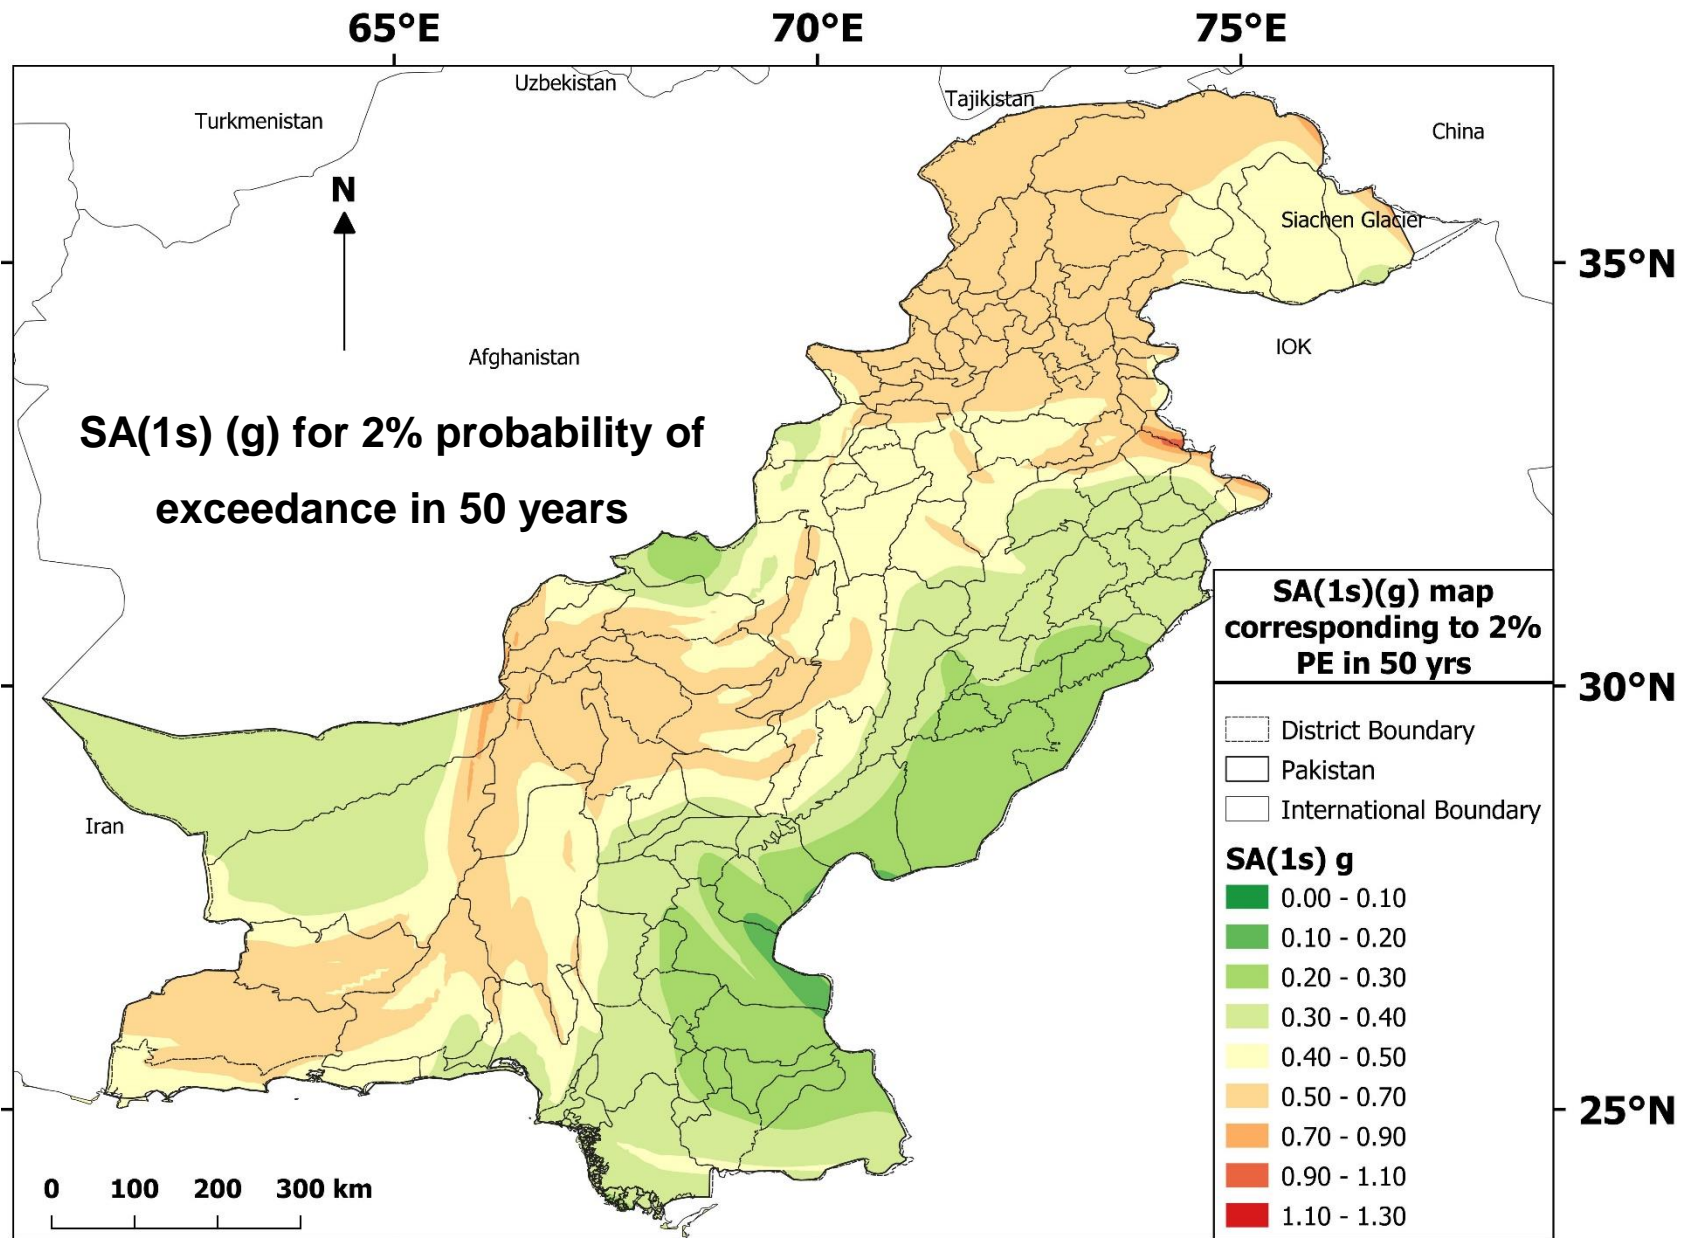 65°E 70°E 75°E
Uzbekistan
Tajikistan
Turkmenistan
China
N
Siachen Glacier
35°N
IOK
Afghanistan
SA(1s) (g) for 2% probability of
exceedance in 50 years
SA(1s)(g) map
corresponding to 2%
PE in 50 yrs
30°N
District Boundary
Pakistan
International Boundary
Iran
SA(1s) g
0.00 - 0.10
0.10 - 0.20
0.20 - 0.30
0.30 - 0.40
0.40 - 0.50
0.50 - 0.70
25°N
0.70 - 0.90
0.90 - 1.10
1.10 - 1.30
0 100 200 300 km